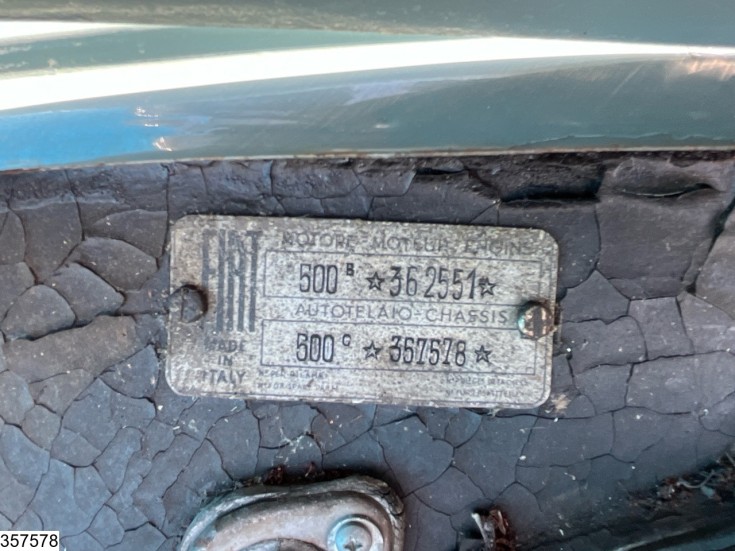 FIAT
MOTORE-MOTEUR-ENGINE
500 B ☆362551☆
AUTOTELAIO-CHASSIS
500 C ☆357578☆
MADE
IN
ITALY
357578